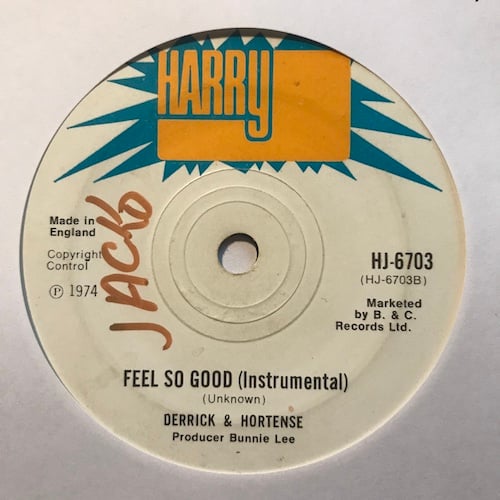 HARRY
Made in
England
Copyright
Control
Ⓟ 1974
JACKO
HJ-6703
(HJ-6703B)
Marketed
by B. & C.
Records Ltd.
FEEL SO GOOD (Instrumental)
(Unknown)
DERRICK & HORTENSE
Producer Bunnie Lee